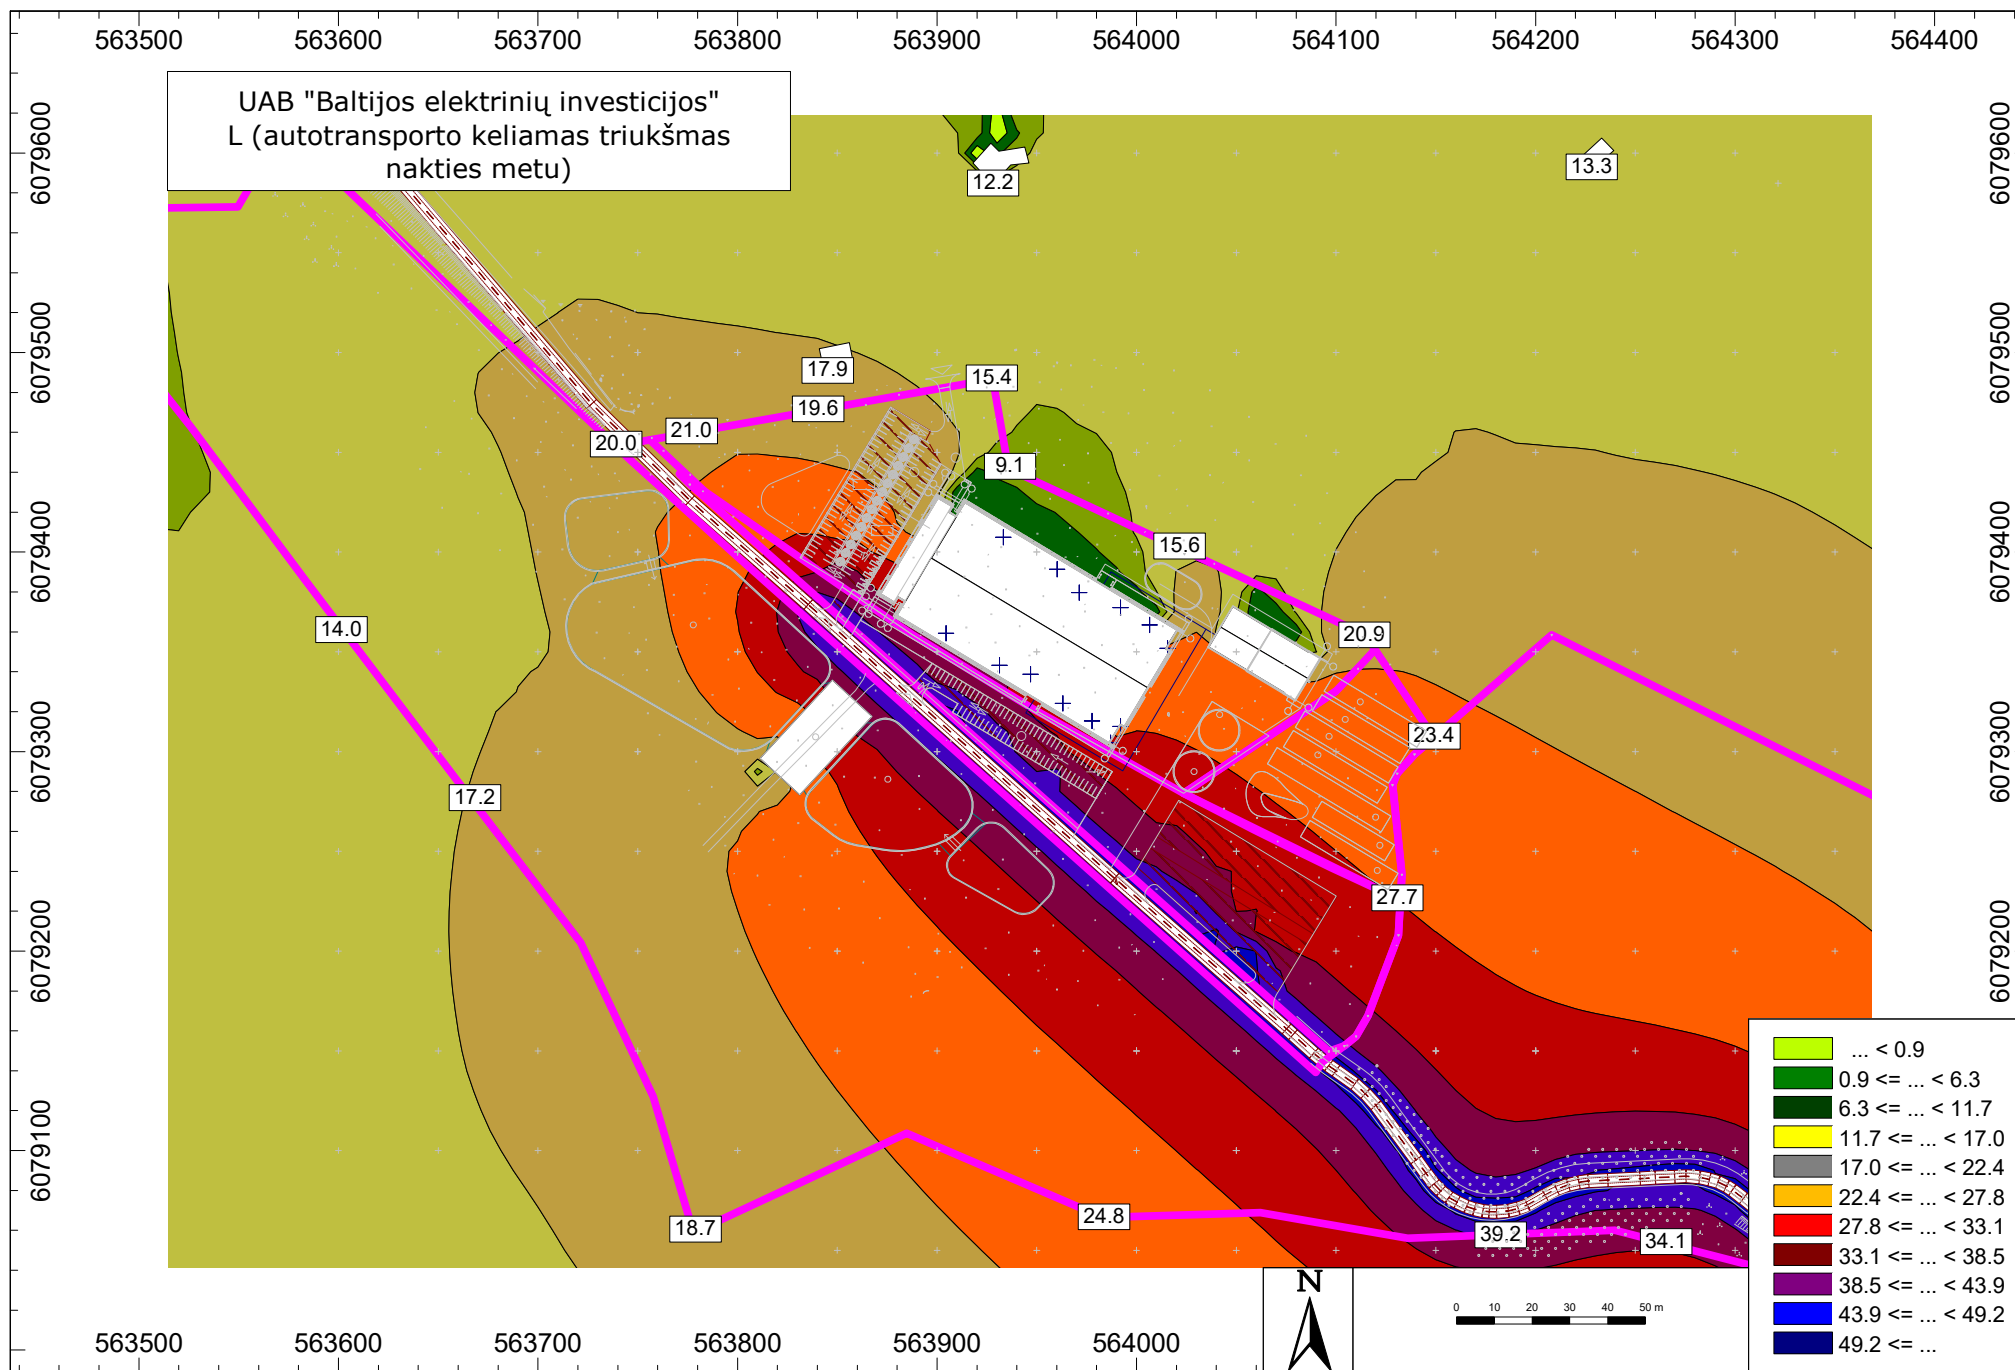 563500 563600 563700 563800 563900 564000 564100 564200 564300 564400
UAB "Baltijos elektrinių investicijos"
L (autotransporto keliamas triukšmas
nakties metu)
6079600
6079500
6079400
6079300
6079200
6079100
6079600
6079500
6079400
6079300
6079200
12.2
13.3
17.9
15.4
19.6
21.0
20.0
9.1
15.6
14.0
20.9
23.4
17.2
27.7
18.7
24.8
39.2
34.1
... < 0.9
0.9 <= ... < 6.3
6.3 <= ... < 11.7
11.7 <= ... < 17.0
17.0 <= ... < 22.4
22.4 <= ... < 27.8
27.8 <= ... < 33.1
33.1 <= ... < 38.5
38.5 <= ... < 43.9
43.9 <= ... < 49.2
49.2 <= ...
N
0 10 20 30 40 50 m
563500 563600 563700 563800 563900 564000